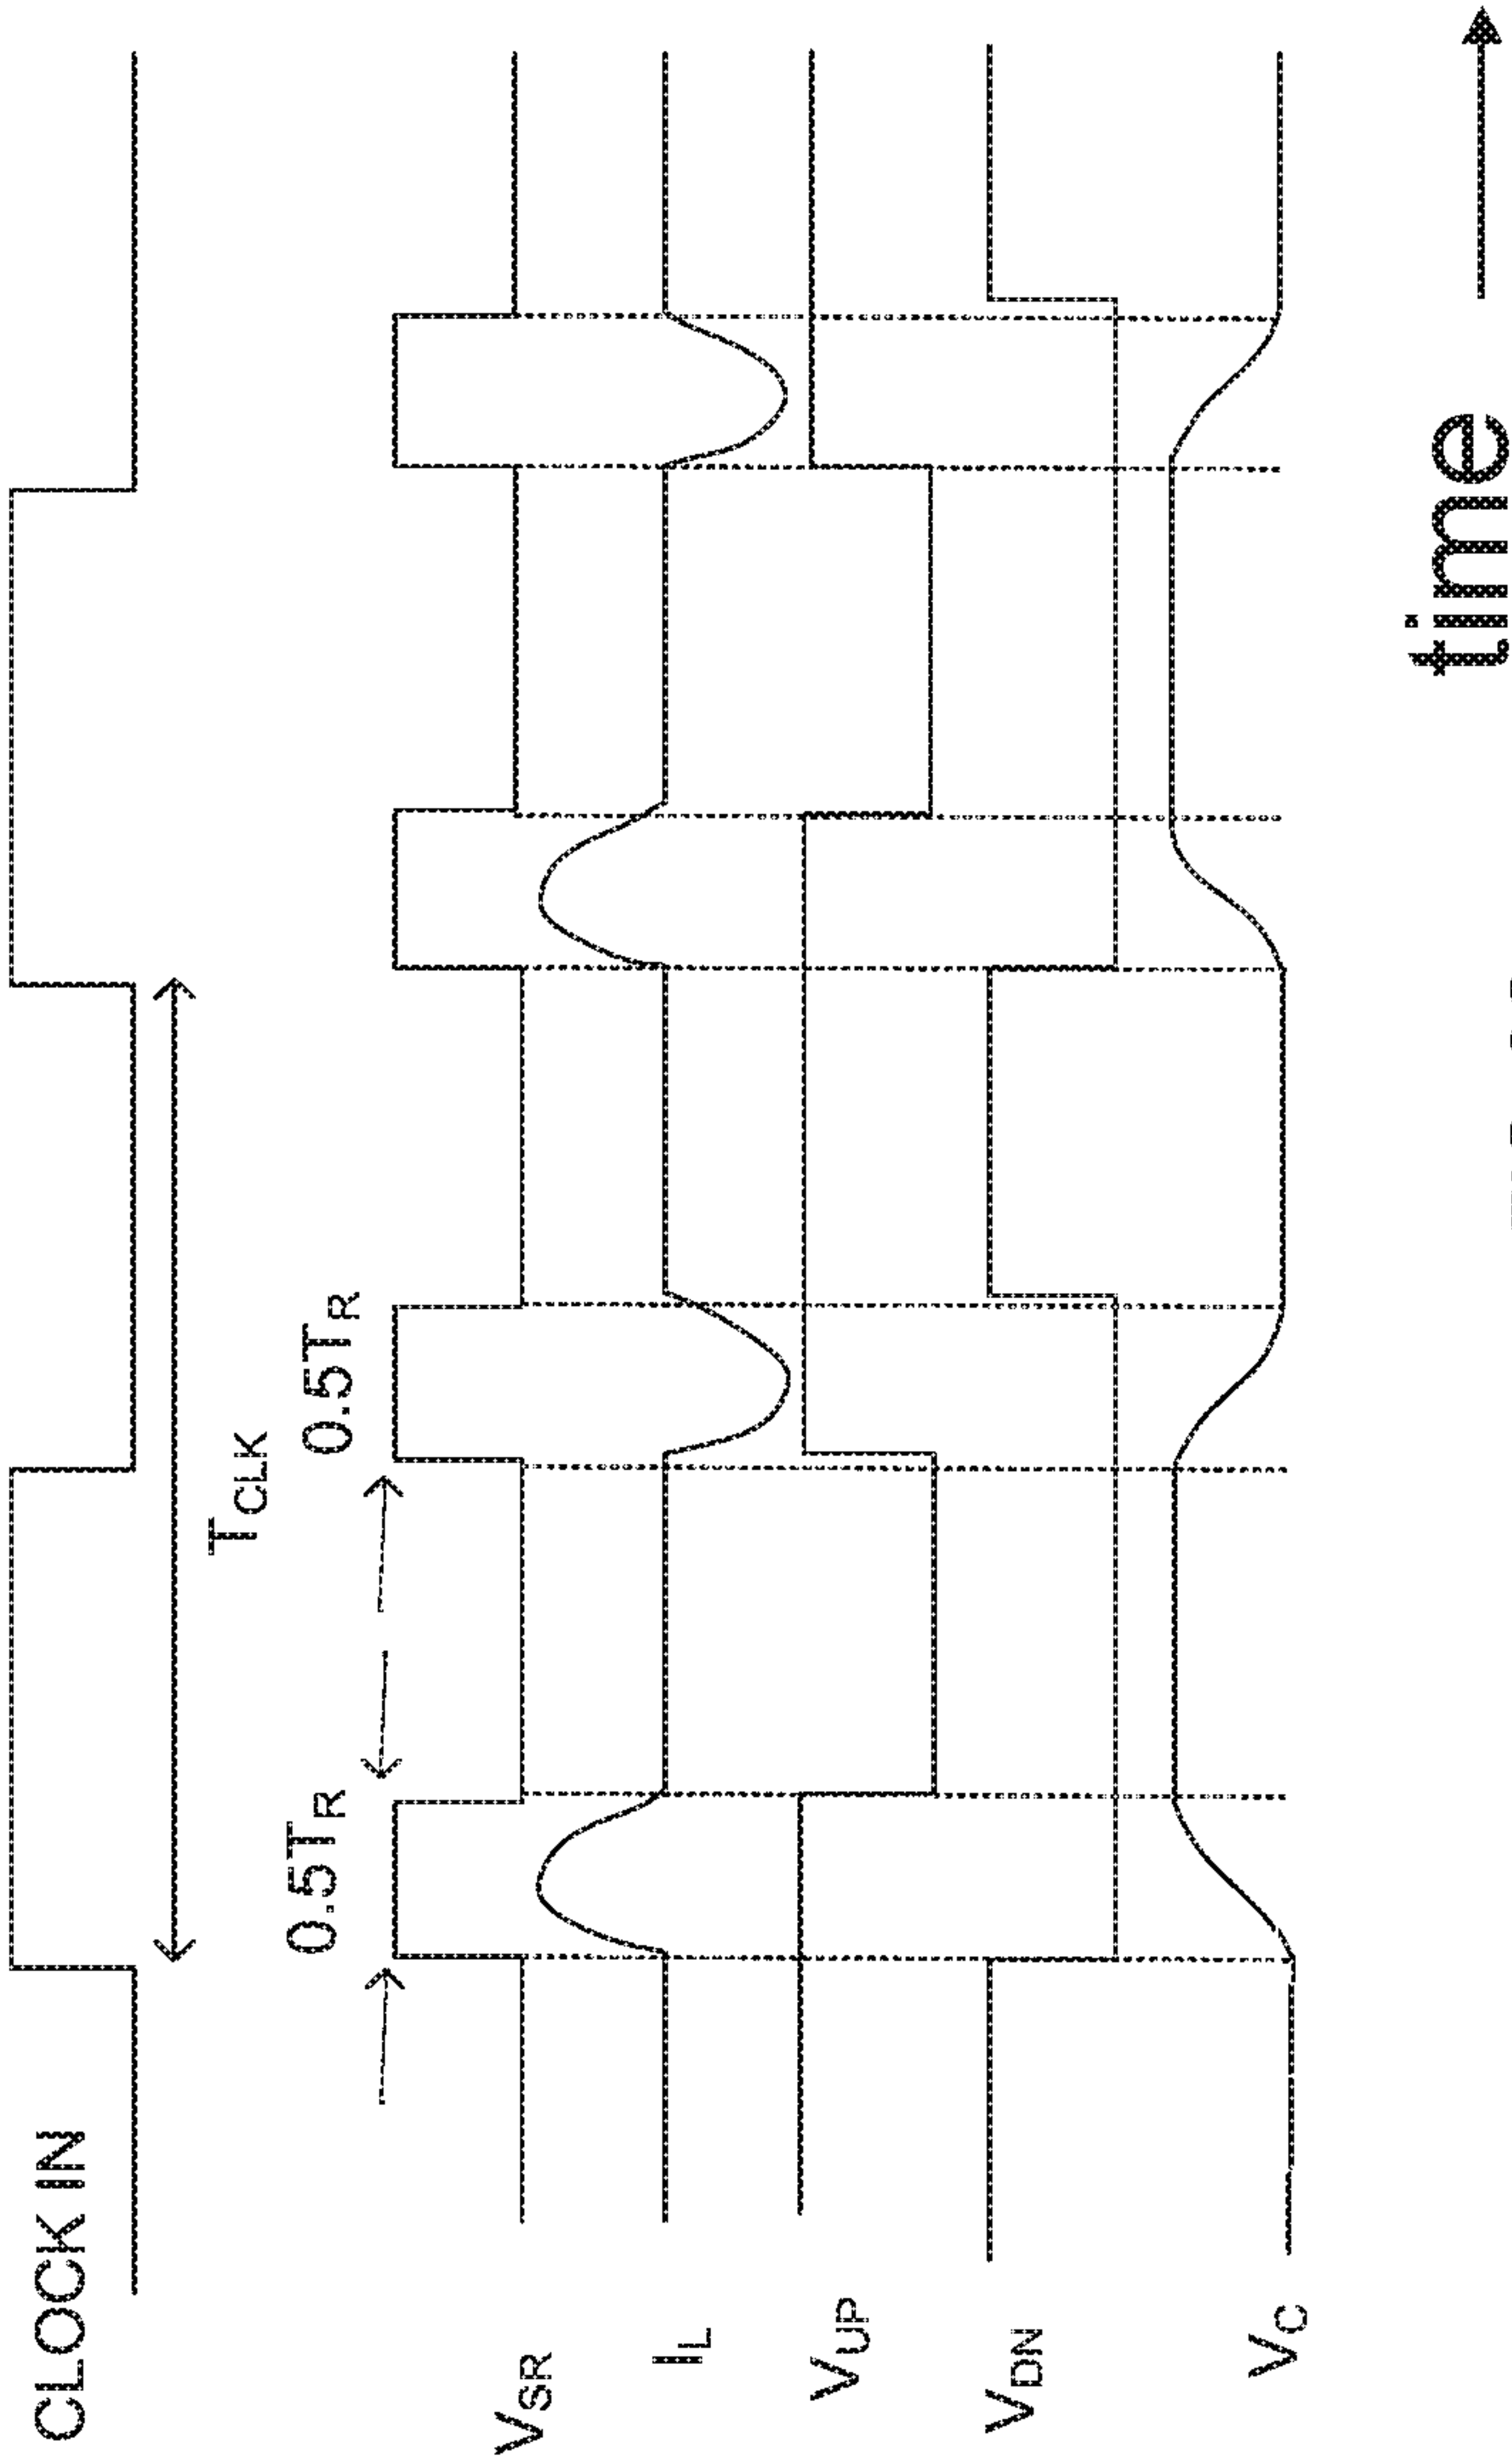 CLOCK IN
T_CLK
0.5T_R
0.5T_R
V_SR
I_L
V_UP
V_DN
V_C
time